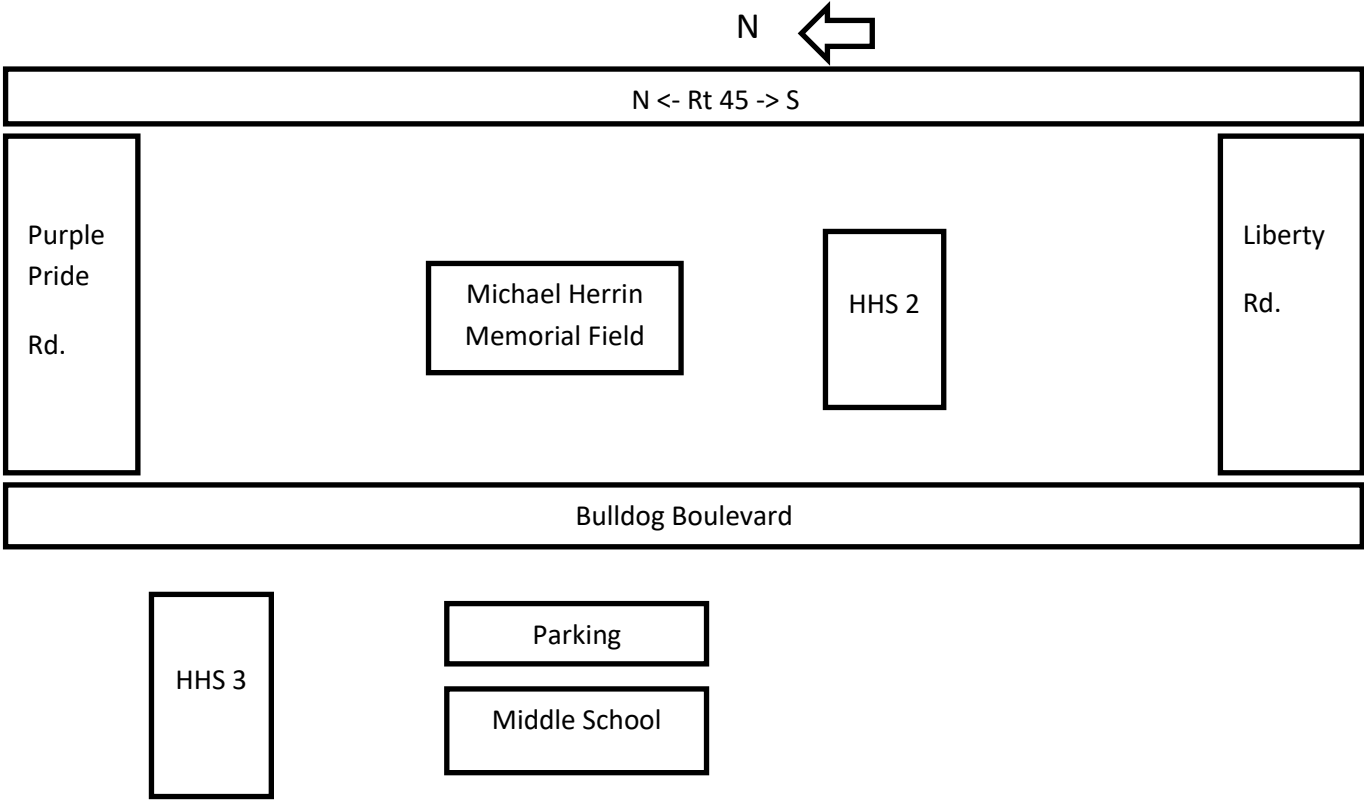 N
N <- Rt 45 -> S
Purple
Pride
Rd.
Michael Herrin
Memorial Field
HHS 2
Liberty
Rd.
Bulldog Boulevard
HHS 3
Parking
Middle School